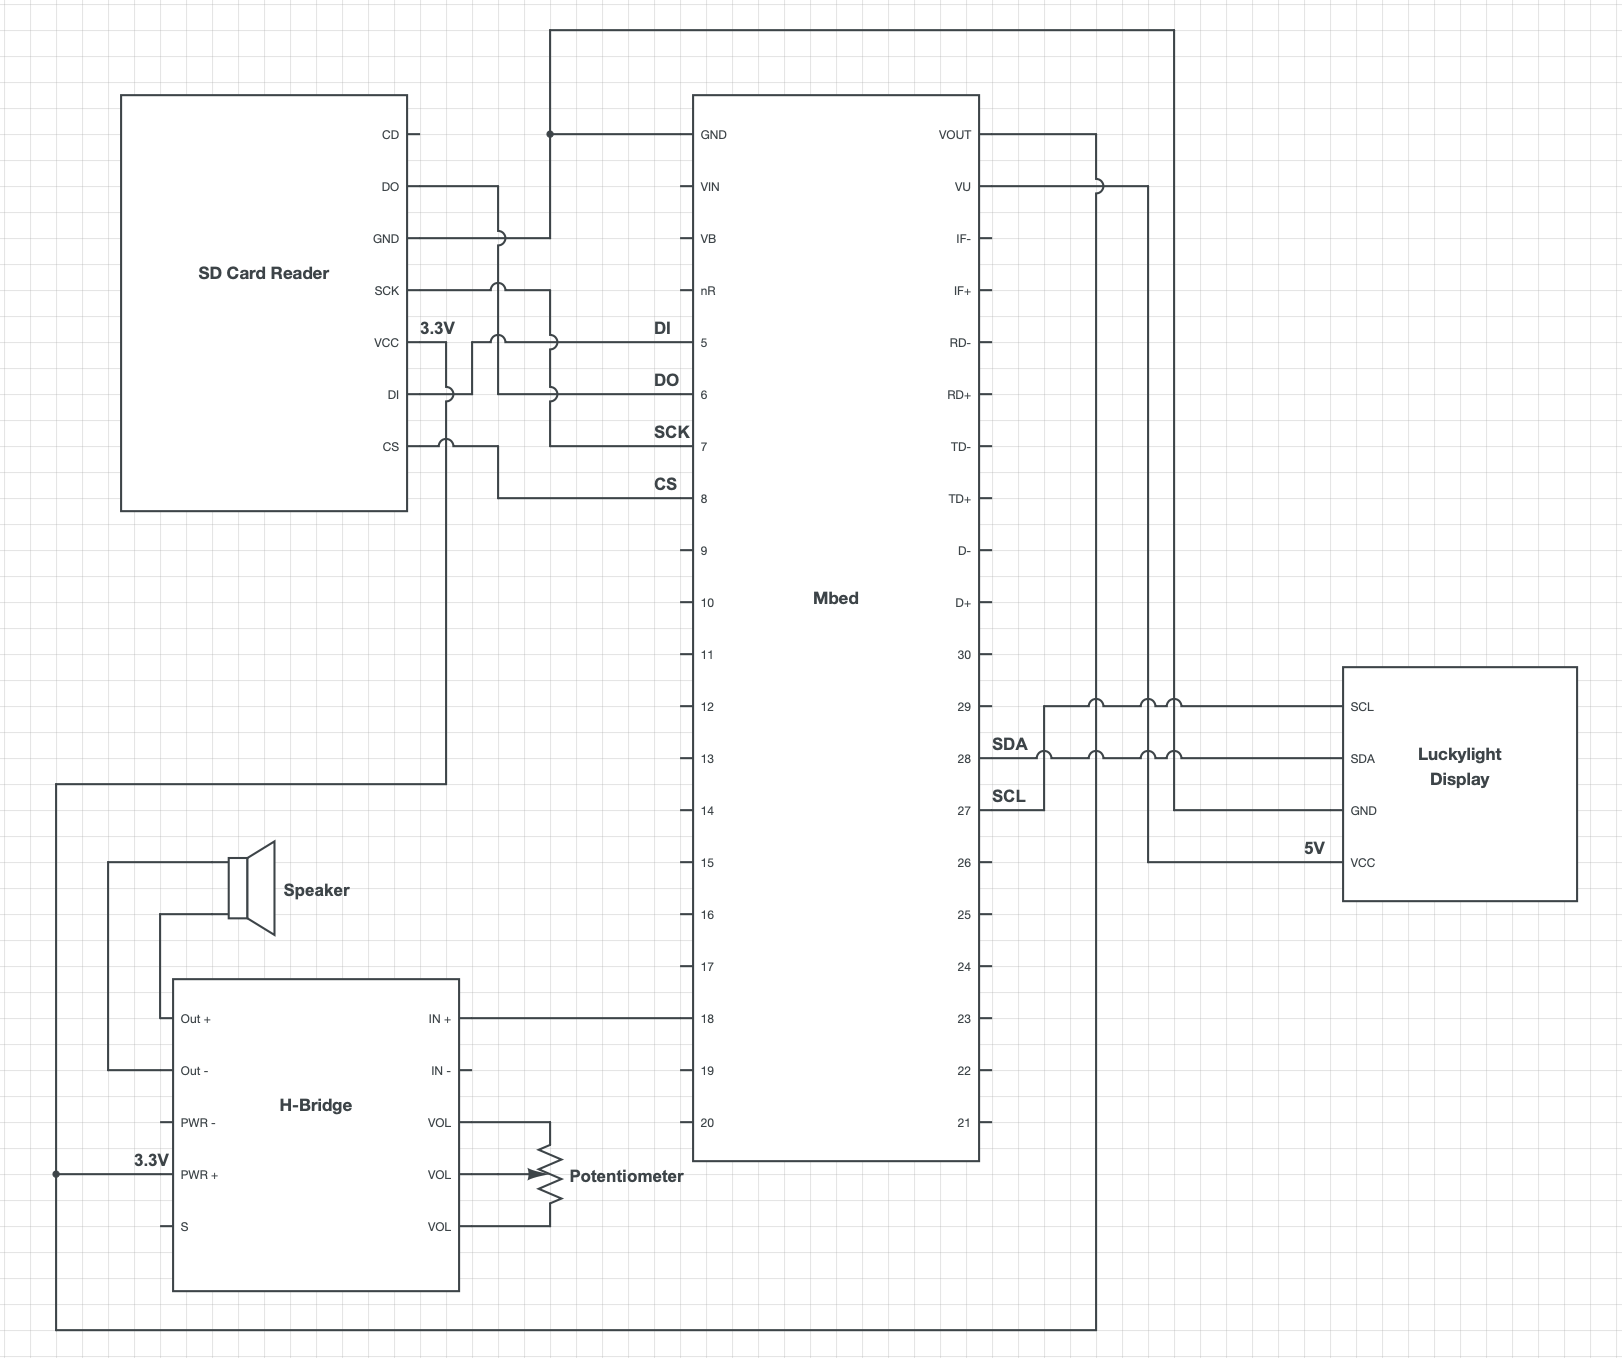 SD Card Reader
CD
DO
GND
SCK
VCC
DI
CS
3.3V
DI
DO
SCK
CS
Mbed
GND
VIN
VB
nR
5
6
7
8
9
10
11
12
13
14
15
16
17
18
19
20
VOUT
VU
IF-
IF+
RD-
RD+
TD-
TD+
D-
D+
30
29
28
27
26
25
24
23
22
21
SDA
SCL
5V
SCL
SDA
GND
VCC
Luckylight
Display
Speaker
H-Bridge
Out +
Out -
PWR -
PWR +
S
3.3V
IN +
IN -
VOL
VOL
VOL
Potentiometer